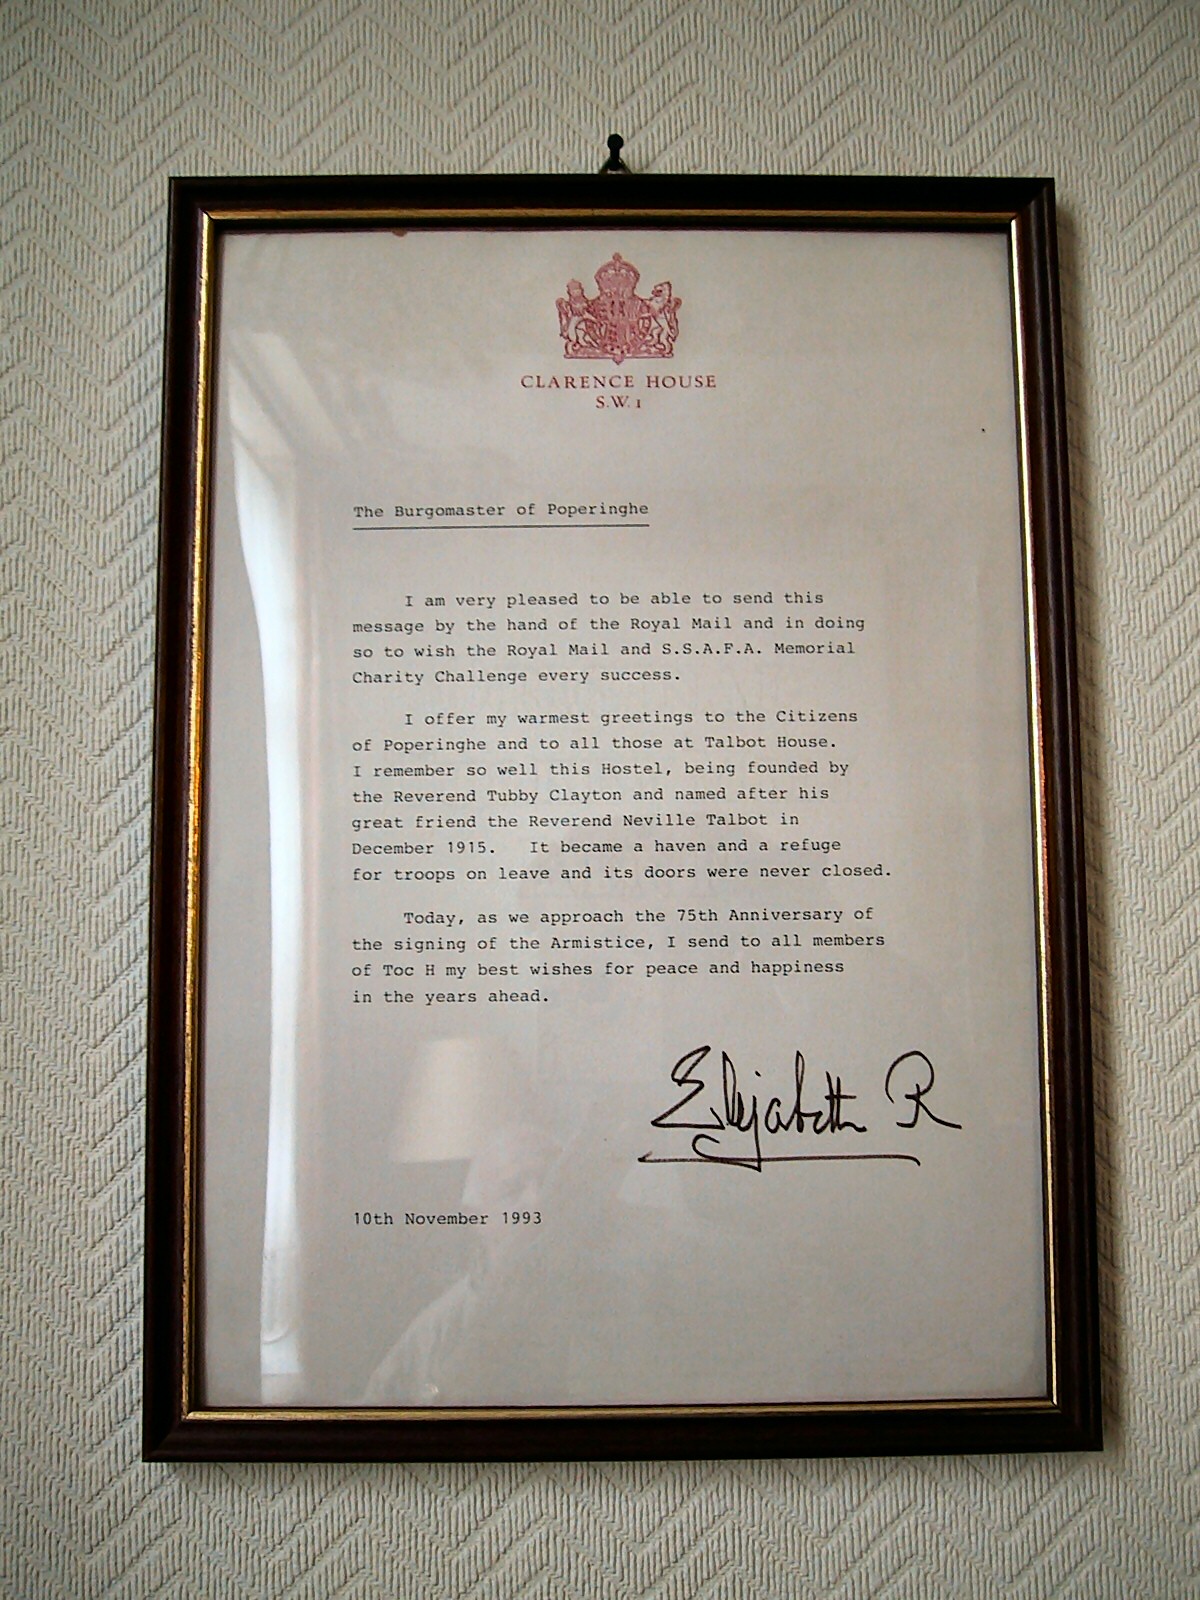 CLARENCE HOUSE
S.W.1
The Burgomaster of Poperinghe
I am very pleased to be able to send this
message by the hand of the Royal Mail and in doing
so to wish the Royal Mail and S.S.A.F.A. Memorial
Charity Challenge every success.
I offer my warmest greetings to the Citizens
of Poperinghe and to all those at Talbot House.
I remember so well this Hostel, being founded by
the Reverend Tubby Clayton and named after his
great friend the Reverend Neville Talbot in
December 1915. It became a haven and a refuge
for troops on leave and its doors were never closed.
Today, as we approach the 75th Anniversary of
the signing of the Armistice, I send to all members
of Toc H my best wishes for peace and happiness
in the years ahead.
Elizabeth R
10th November 1993